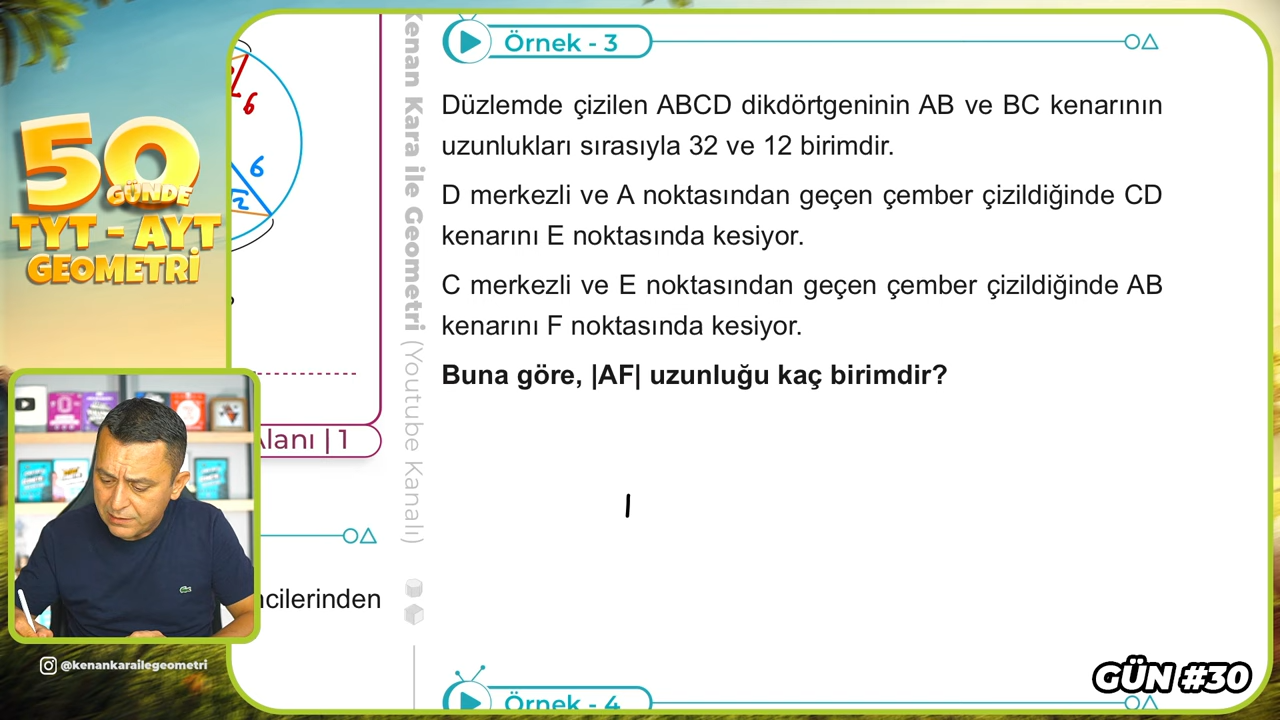 50
GÜNDE
TYT - AYT
GEOMETRİ
6
6
2
Alanı | 1
ncilerinden
@kenankarailegeometri
Kenan Kara ile Geometri (Youtube Kanalı)
Örnek - 3
Düzlemde çizilen ABCD dikdörtgeninin AB ve BC kenarının
uzunlukları sırasıyla 32 ve 12 birimdir.
D merkezli ve A noktasından geçen çember çizildiğinde CD
kenarını E noktasında kesiyor.
C merkezli ve E noktasından geçen çember çizildiğinde AB
kenarını F noktasında kesiyor.
Buna göre, |AF| uzunluğu kaç birimdir?
Örnek - 4
GÜN #30